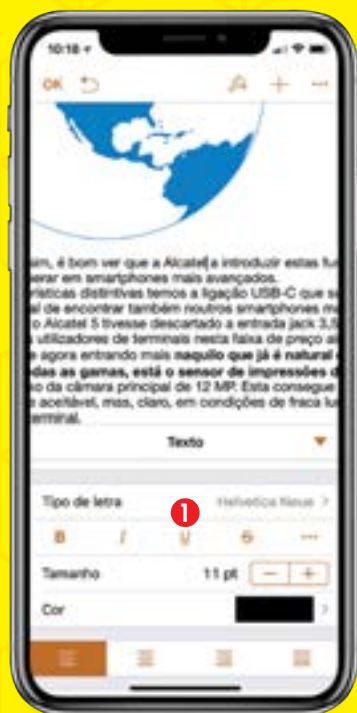 10:18
OK
sim, é bom ver que a Alcatel a introduzir estas fun
erar em smartphones mais avançados.
rísticas distintivas temos a ligação USB-C que s
al de encontrar também noutros smartphones ma
o Alcatel 5 tivesse descartado a entrada jack 3,5
s utilizadores de terminais nesta faixa de preço ai
e agora entrando mais naquilo que já é natural
das as gamas, está o sensor de impressões d
so da câmara principal de 12 MP. Esta consegue
e aceitável, mas, claro, em condições de fraca lu
terminal.
Texto
Tipo de letra Helvetica Neue
1
B I U S
Tamanho 11 pt − +
Cor